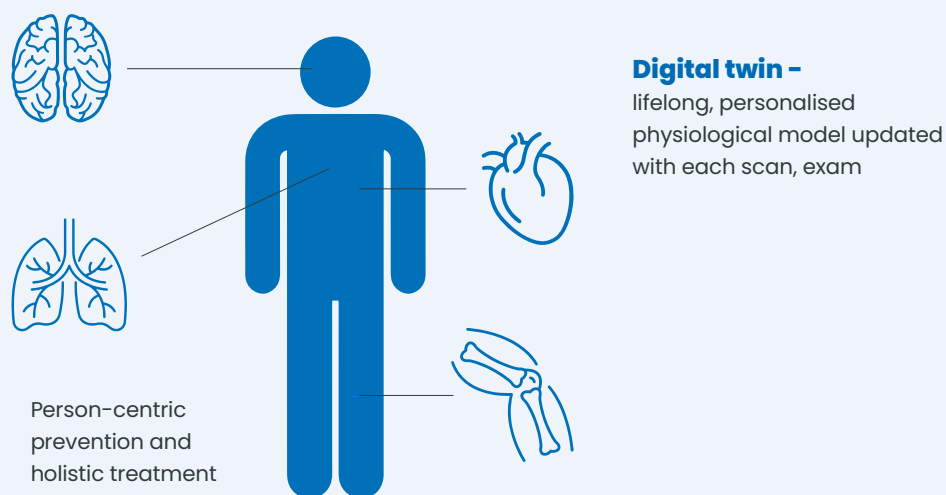 Digital twin –
lifelong, personalised
physiological model updated
with each scan, exam
Person-centric
prevention and
holistic treatment